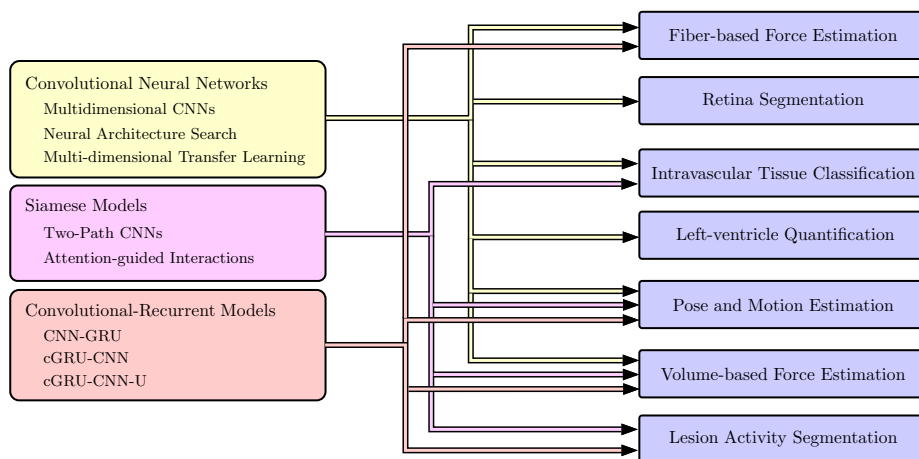 Convolutional Neural Networks
Multidimensional CNNs
Neural Architecture Search
Multi-dimensional Transfer Learning
Siamese Models
Two-Path CNNs
Attention-guided Interactions
Convolutional-Recurrent Models
CNN-GRU
cGRU-CNN
cGRU-CNN-U
Fiber-based Force Estimation
Retina Segmentation
Intravascular Tissue Classification
Left-ventricle Quantification
Pose and Motion Estimation
Volume-based Force Estimation
Lesion Activity Segmentation